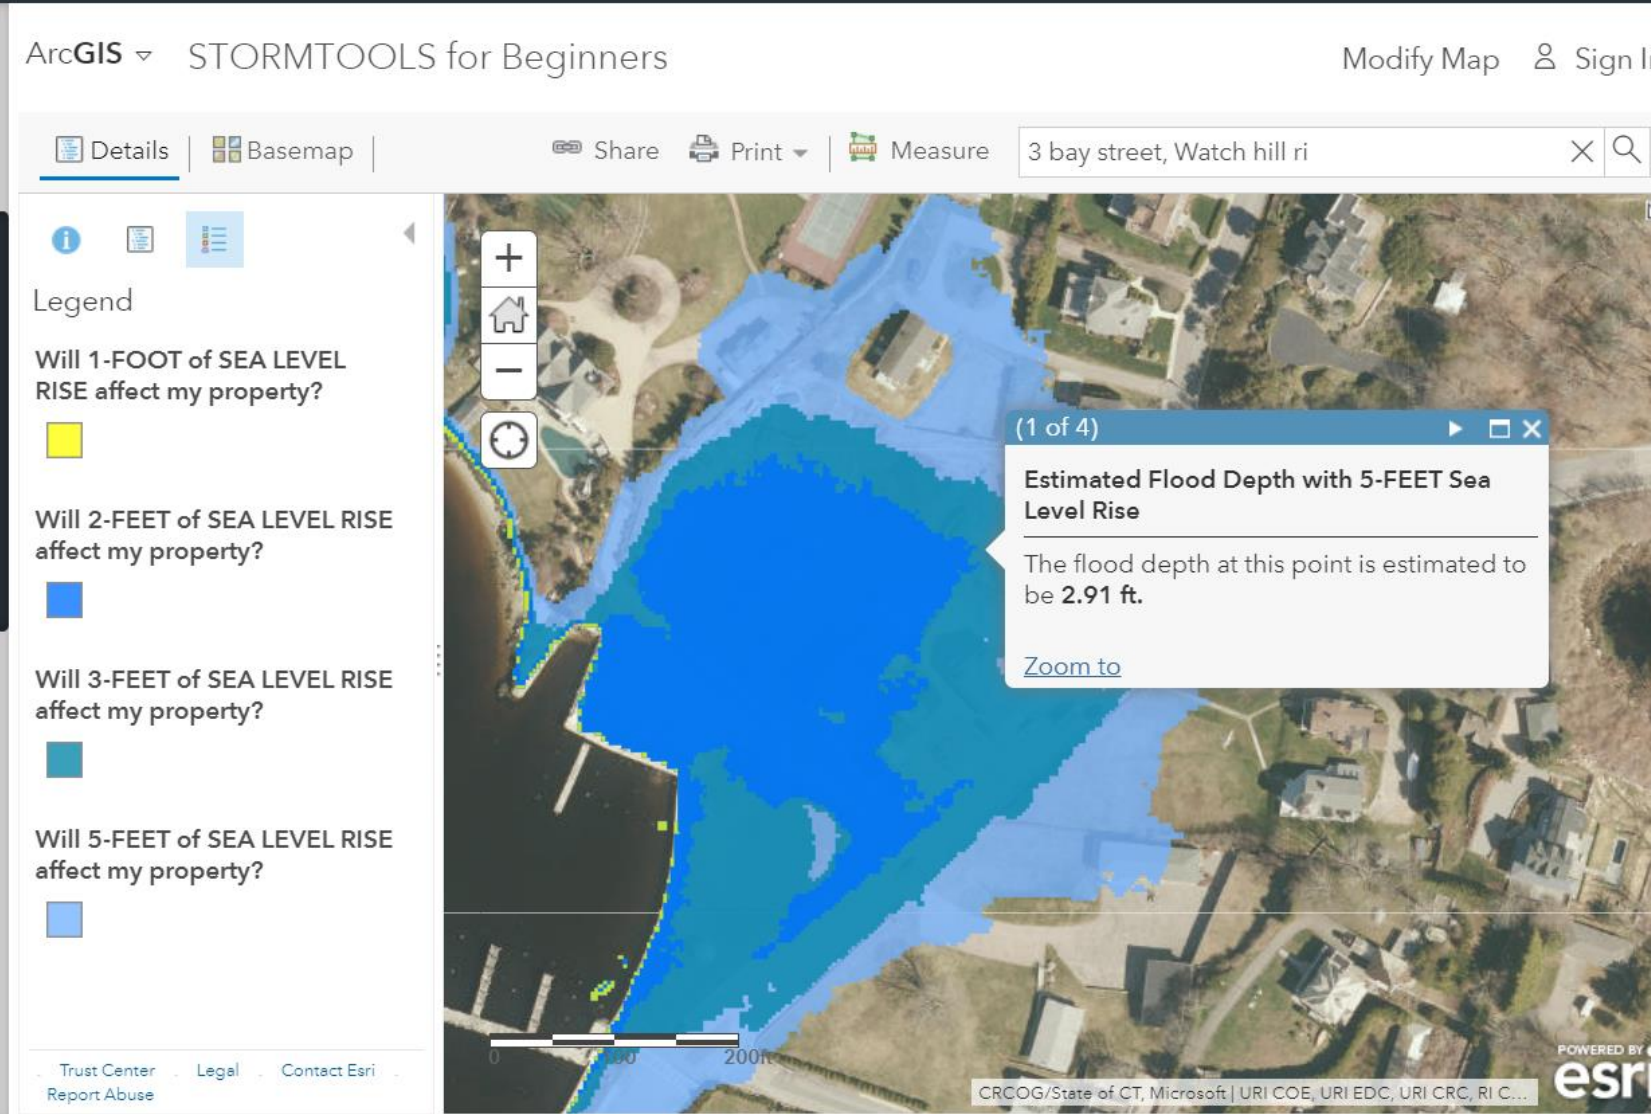 ArcGIS STORMTOOLS for Beginners
Modify Map Sign In
Details Basemap Share Print Measure 3 bay street, Watch hill ri
Legend
Will 1-FOOT of SEA LEVEL
RISE affect my property?
Will 2-FEET of SEA LEVEL RISE
affect my property?
Will 3-FEET of SEA LEVEL RISE
affect my property?
Will 5-FEET of SEA LEVEL RISE
affect my property?
Trust Center . Legal . Contact Esri .
Report Abuse
(1 of 4)
Estimated Flood Depth with 5-FEET Sea
Level Rise
The flood depth at this point is estimated to
be 2.91 ft.
Zoom to
0 200ft
POWERED BY
esri
CRCOG/State of CT, Microsoft | URI COE, URI EDC, URI CRC, RI C...